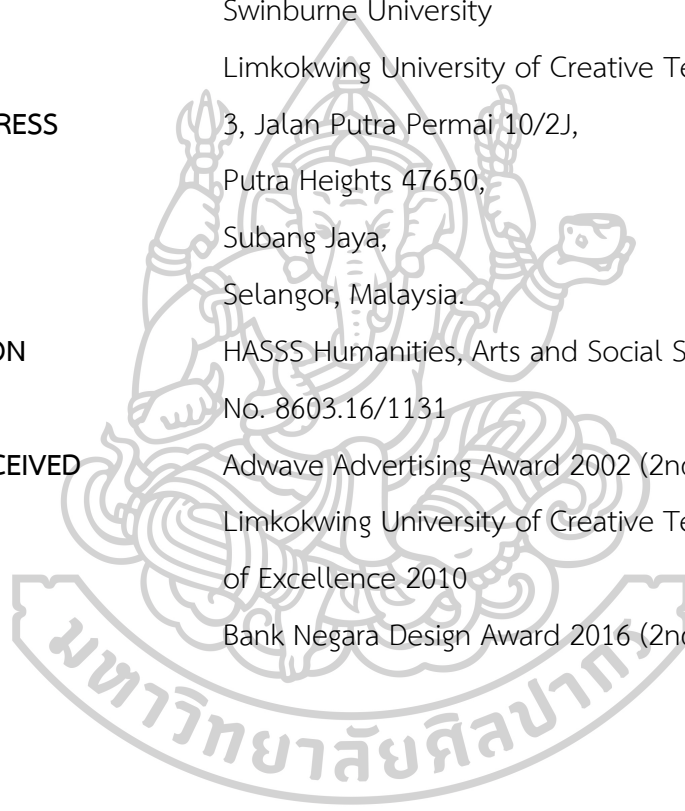 Swinburne University
Limkokwing University of Creative Te
RESS 3, Jalan Putra Permai 10/2J,
Putra Heights 47650,
Subang Jaya,
Selangor, Malaysia.
ON HASSS Humanities, Arts and Social S
No. 8603.16/1131
CEIVED Adwave Advertising Award 2002 (2nd
Limkokwing University of Creative Te
of Excellence 2010
Bank Negara Design Award 2016 (2nd
มหาวิทยาลัยศิลปากร